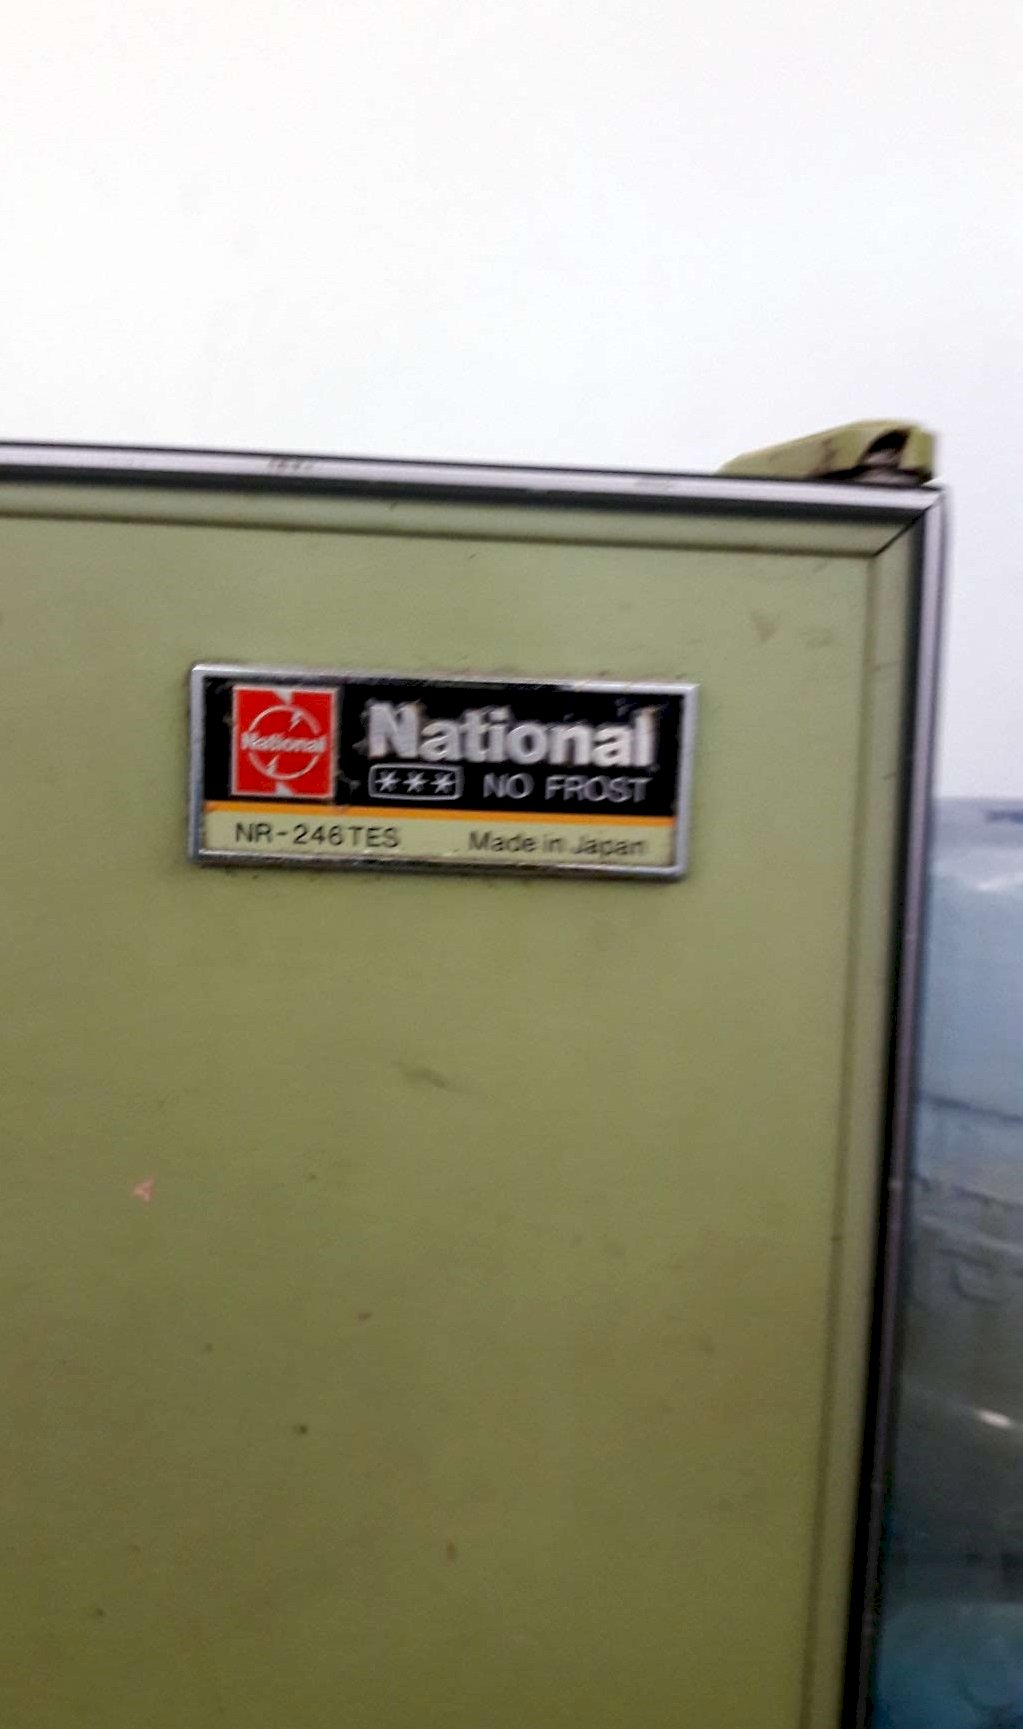 National
National
*** NO FROST
NR-246TES Made in Japan